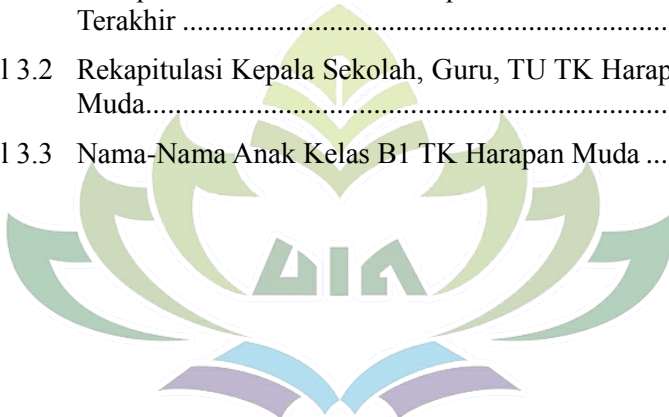 Terakhir ..........................................................
l 3.2 Rekapitulasi Kepala Sekolah, Guru, TU TK Harap
Muda...............................................................
l 3.3 Nama-Nama Anak Kelas B1 TK Harapan Muda ...
UIN